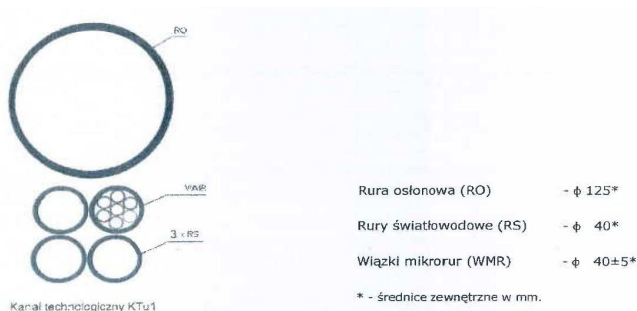 RO
WMR
3 x RS
Kanał technologiczny KTu1
Rura osłonowa (RO) - ϕ 125*
Rury światłowodowe (RS) - ϕ 40*
Wiązki mikrorur (WMR) - ϕ 40±5*
* - średnice zewnętrzne w mm.